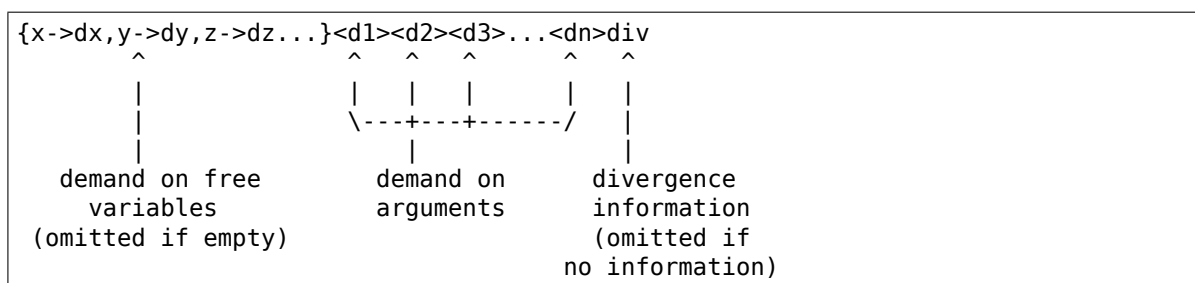 {x->dx,y->dy,z->dz...}<d1><d2><d3>...<dn>div
        ^              ^   ^   ^      ^   ^
        |              |   |   |      |   |
        |              \---+---+------/   |
        |                  |              |
   demand on free        demand on      divergence
     variables           arguments      information
 (omitted if empty)                     (omitted if
                                      no information)